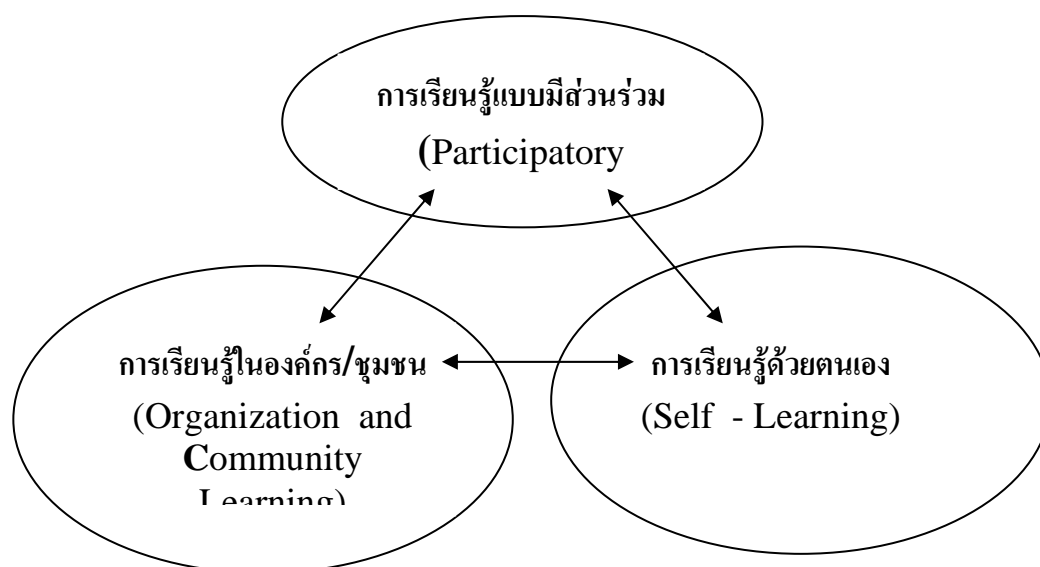 การเรียนรู้แบบมีส่วนร่วม
(Participatory
การเรียนรู้ในองค์กร/ชุมชน
(Organization and
Community
Learning)
การเรียนรู้ด้วยตนเอง
(Self - Learning)